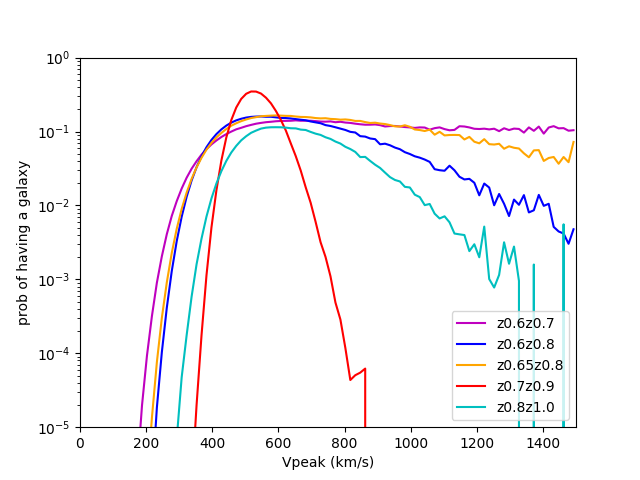 10^0
10^-1
10^-2
10^-3
10^-4
10^-5
prob of having a galaxy
0 200 400 600 800 1000 1200 1400
Vpeak (km/s)
z0.6z0.7
z0.6z0.8
z0.65z0.8
z0.7z0.9
z0.8z1.0